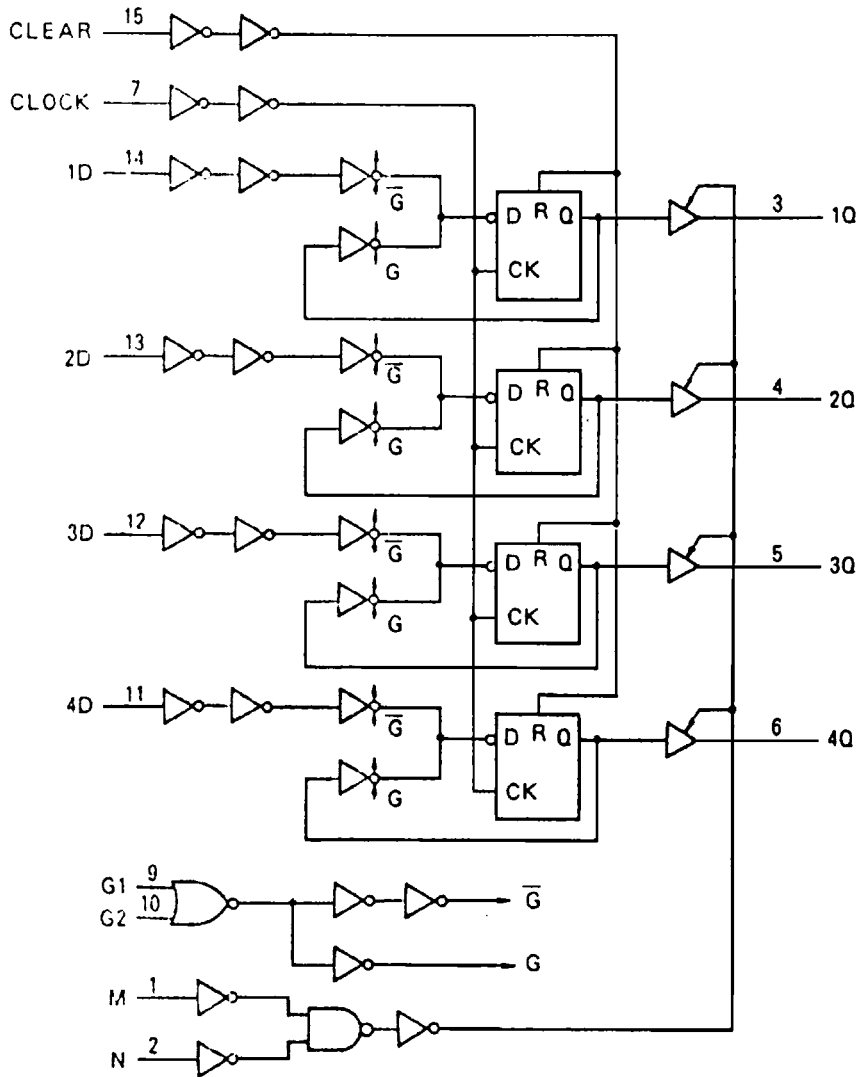 CLEAR 15
CLOCK 7
1D 14
G̅
G
D R Q
CK
3 1Q
2D 13
G̅
G
D R Q
CK
4 2Q
3D 12
G̅
G
D R Q
CK
5 3Q
4D 11
G̅
G
D R Q
CK
6 4Q
G1 9
G2 10
G̅
G
M 1
N 2